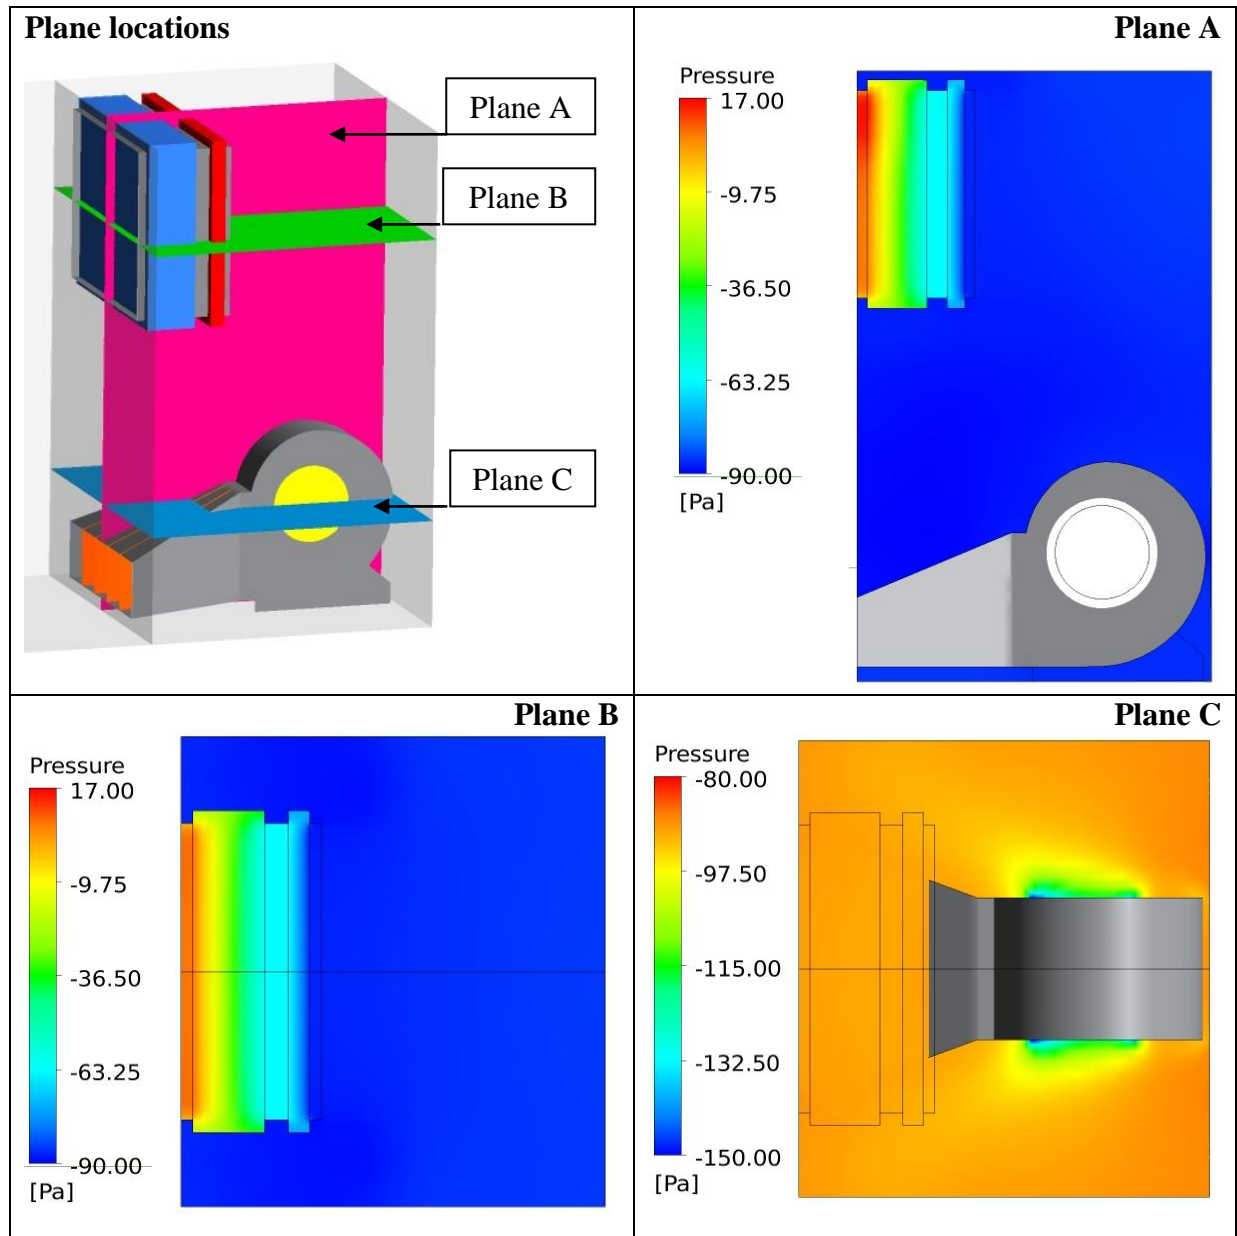 Plane locations
Plane A
Plane B
Plane C
Plane A
Pressure
17.00
-9.75
-36.50
-63.25
-90.00
[Pa]
Plane B
Pressure
17.00
-9.75
-36.50
-63.25
-90.00
[Pa]
Plane C
Pressure
-80.00
-97.50
-115.00
-132.50
-150.00
[Pa]